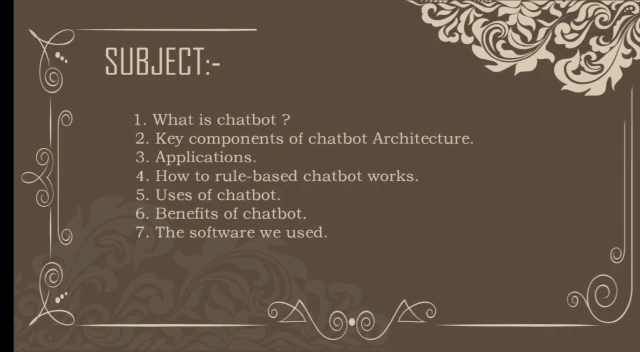 SUBJECT:-
1. What is chatbot ?
2. Key components of chatbot Architecture.
3. Applications.
4. How to rule-based chatbot works.
5. Uses of chatbot.
6. Benefits of chatbot.
7. The software we used.